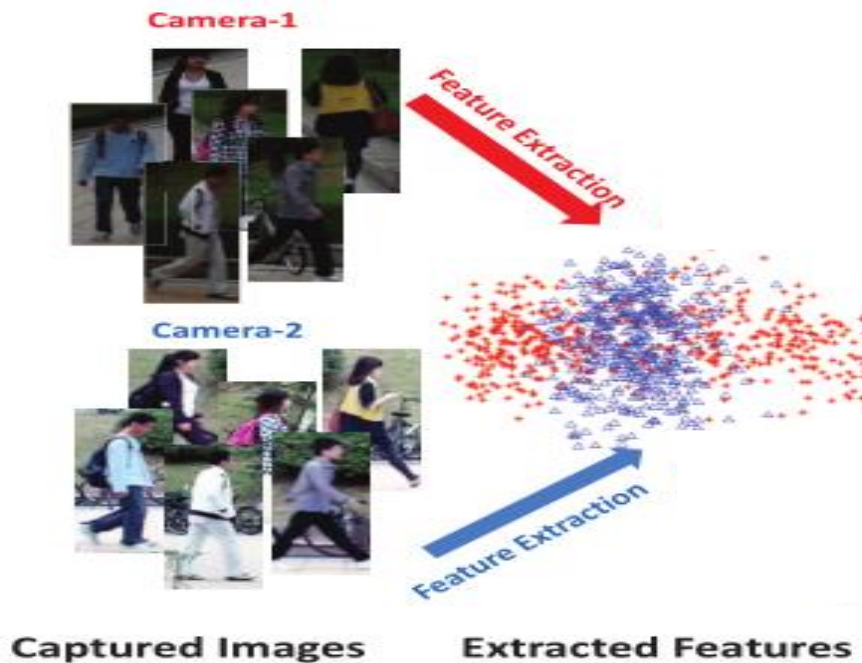 Camera-1
Feature Extraction
Camera-2
Feature Extraction
Captured Images
Extracted Features